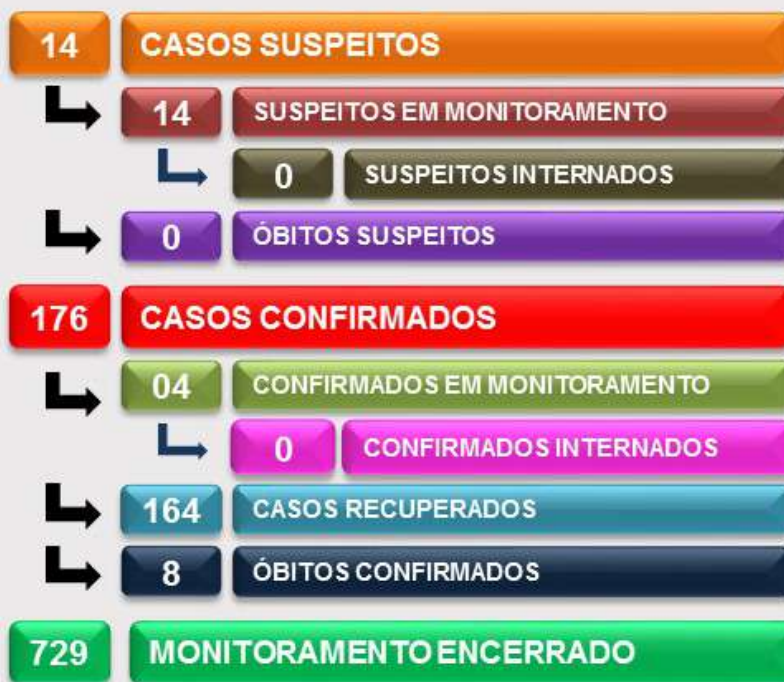 14 CASOS SUSPEITOS
14 SUSPEITOS EM MONITORAMENTO
0 SUSPEITOS INTERNADOS
0 ÓBITOS SUSPEITOS
176 CASOS CONFIRMADOS
04 CONFIRMADOS EM MONITORAMENTO
0 CONFIRMADOS INTERNADOS
164 CASOS RECUPERADOS
8 ÓBITOS CONFIRMADOS
729 MONITORAMENTO ENCERRADO